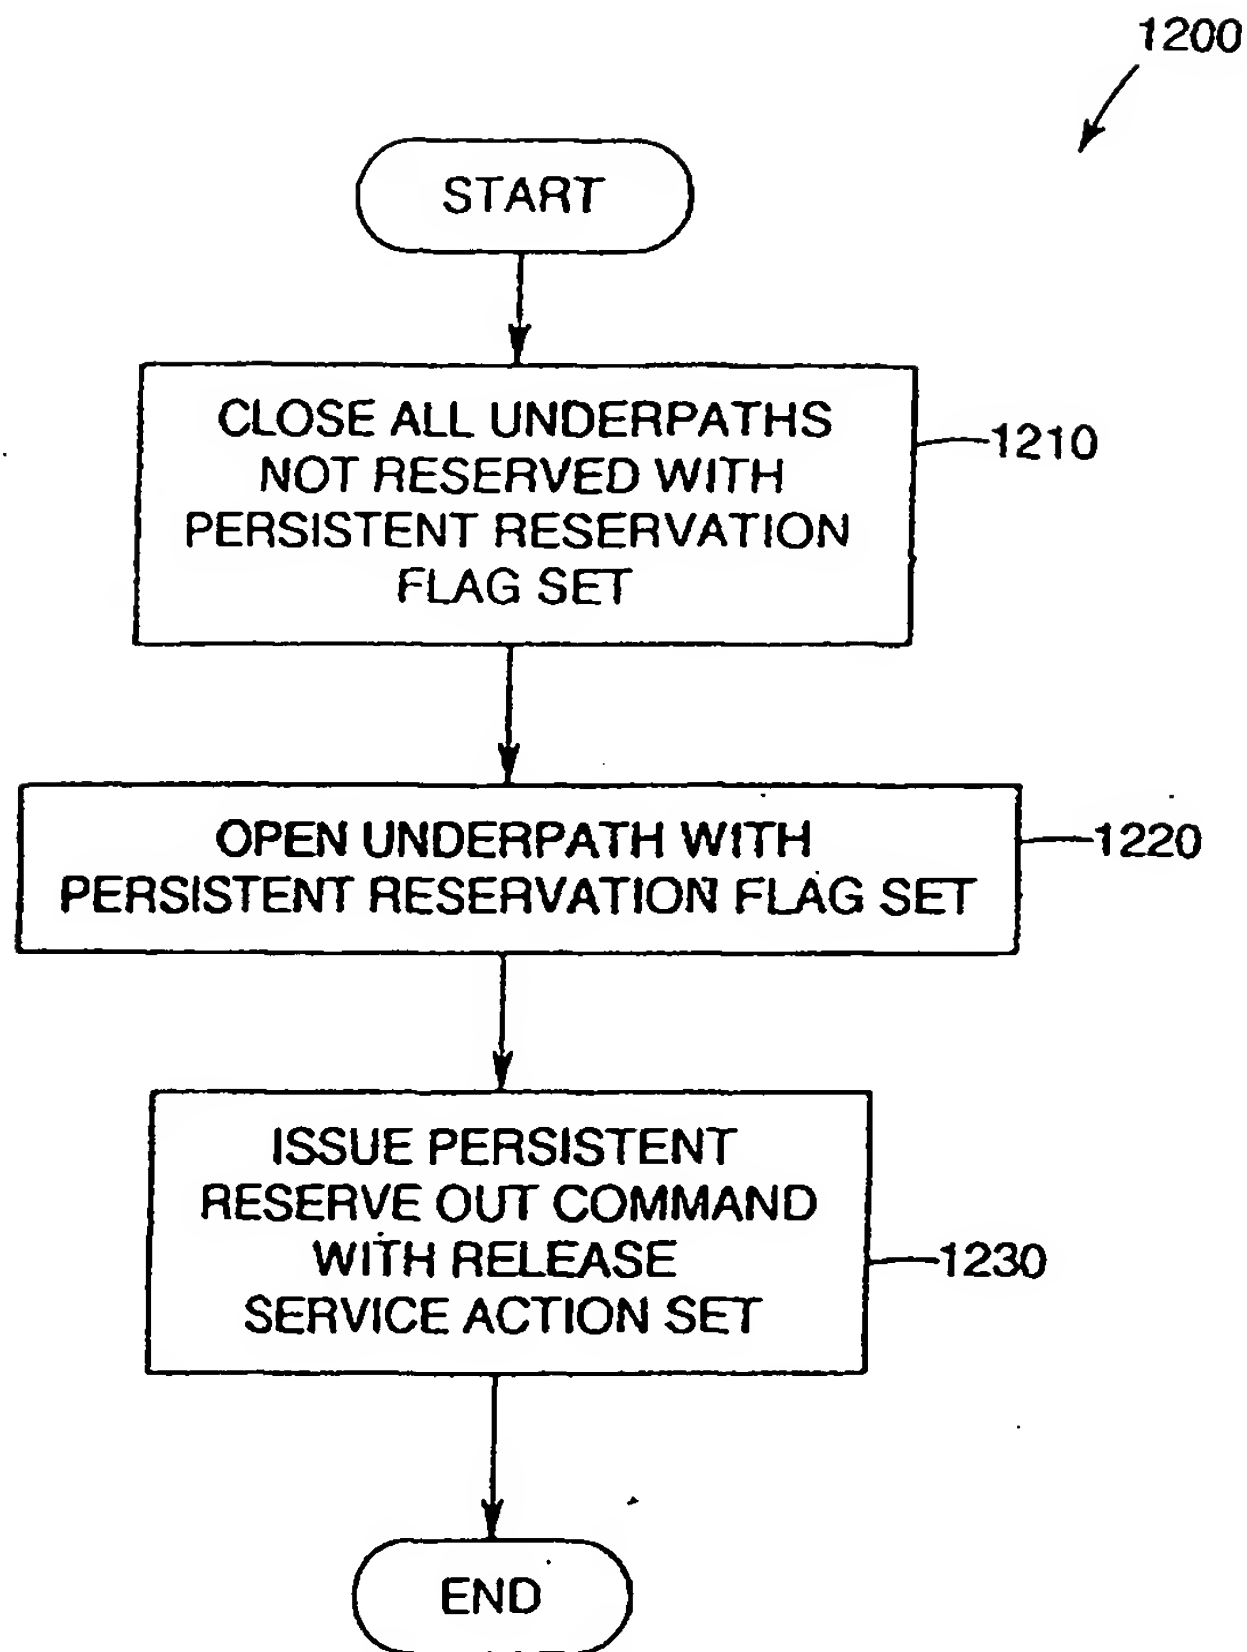 1200
START
CLOSE ALL UNDERPATHS
NOT RESERVED WITH
PERSISTENT RESERVATION
FLAG SET
1210
OPEN UNDERPATH WITH
PERSISTENT RESERVATION FLAG SET
1220
ISSUE PERSISTENT
RESERVE OUT COMMAND
WITH RELEASE
SERVICE ACTION SET
1230
END